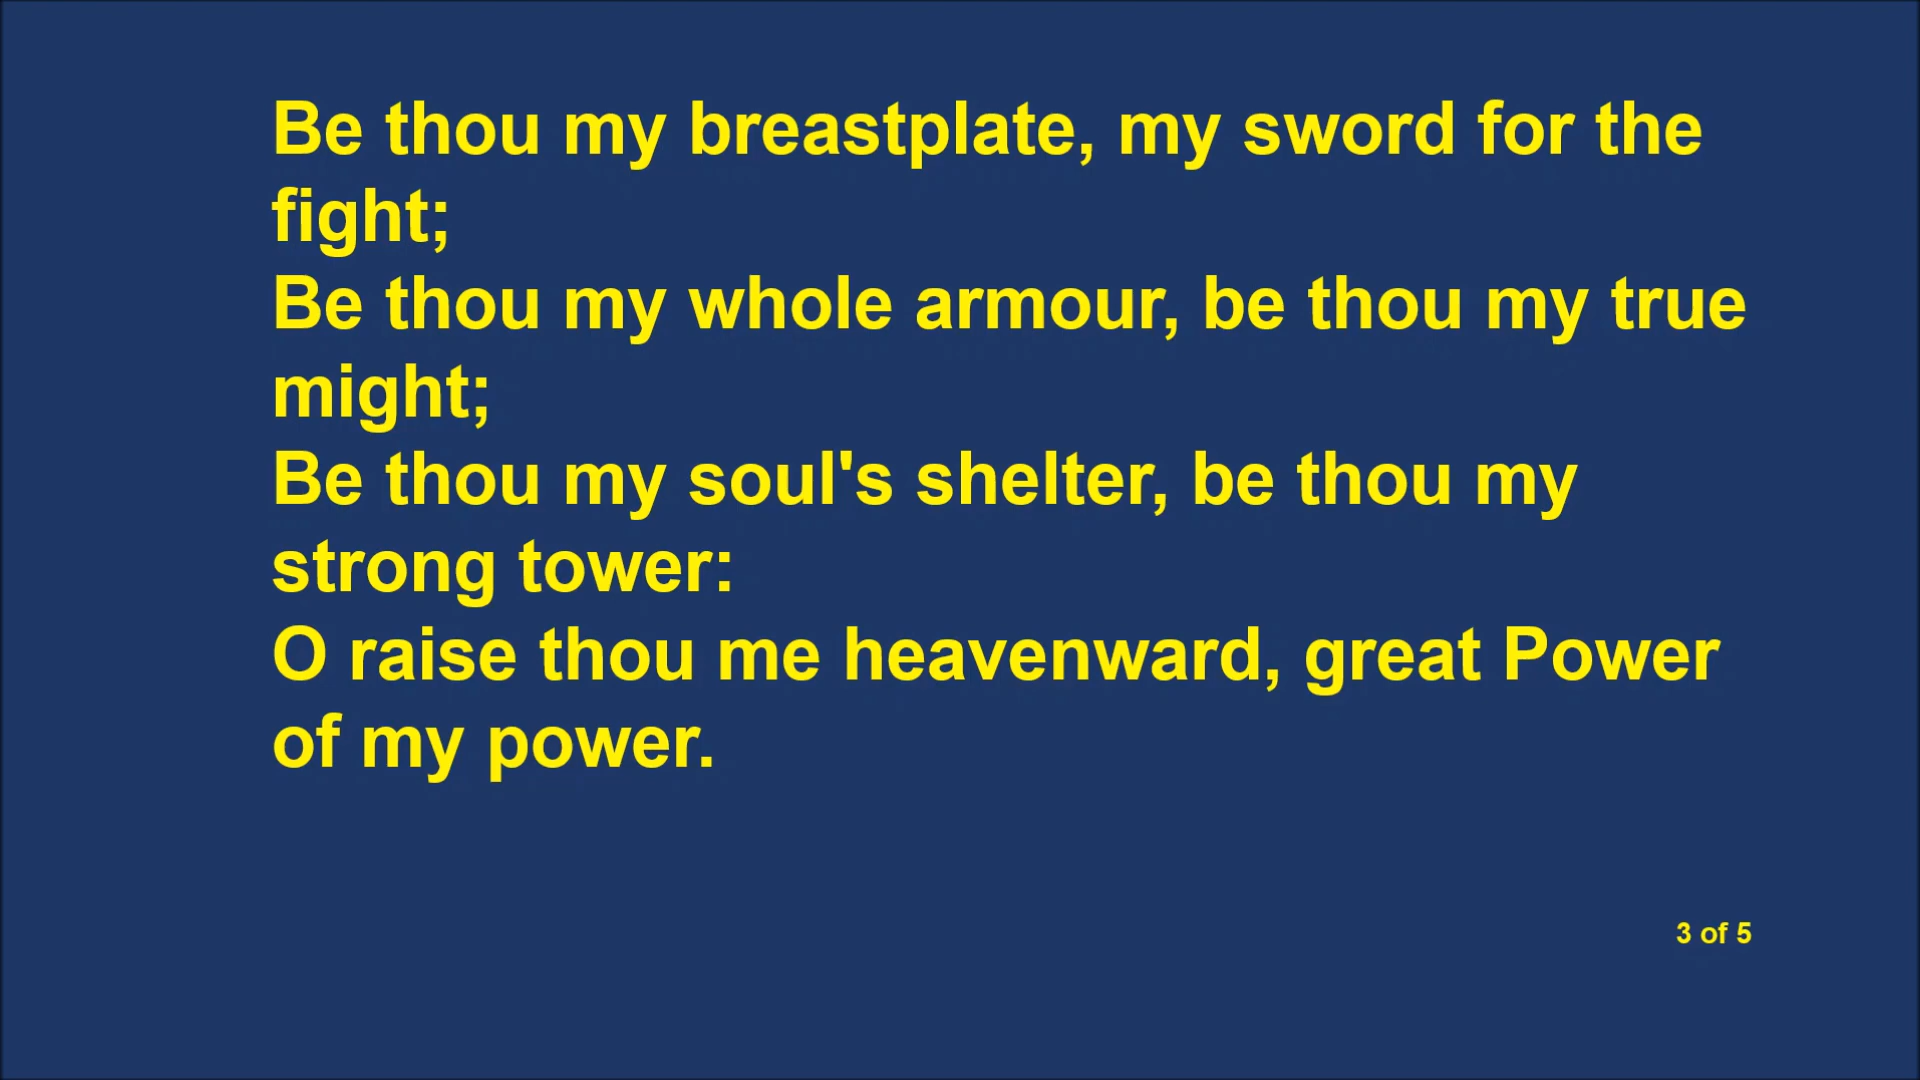 Be thou my breastplate, my sword for the
fight;
Be thou my whole armour, be thou my true
might;
Be thou my soul's shelter, be thou my
strong tower:
O raise thou me heavenward, great Power
of my power.
3 of 5